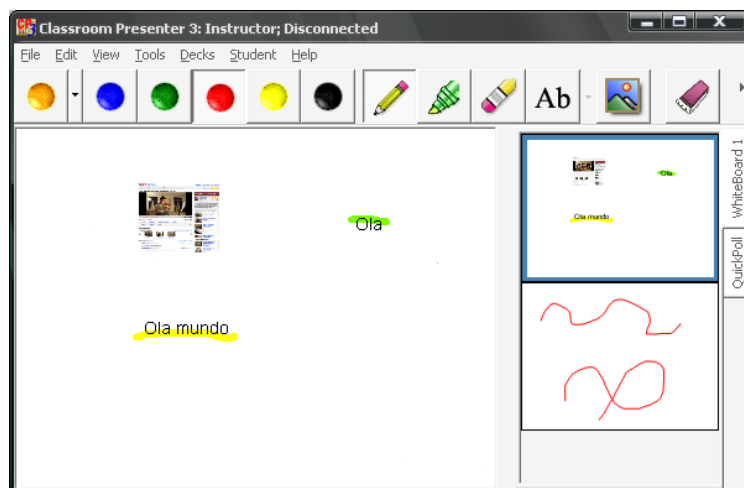 Classroom Presenter 3: Instructor; Disconnected
File Edit View Tools Decks Student Help
Ab
Ola
Ola mundo
Ola
Ola mundo
WhiteBoard 1
QuickPoll